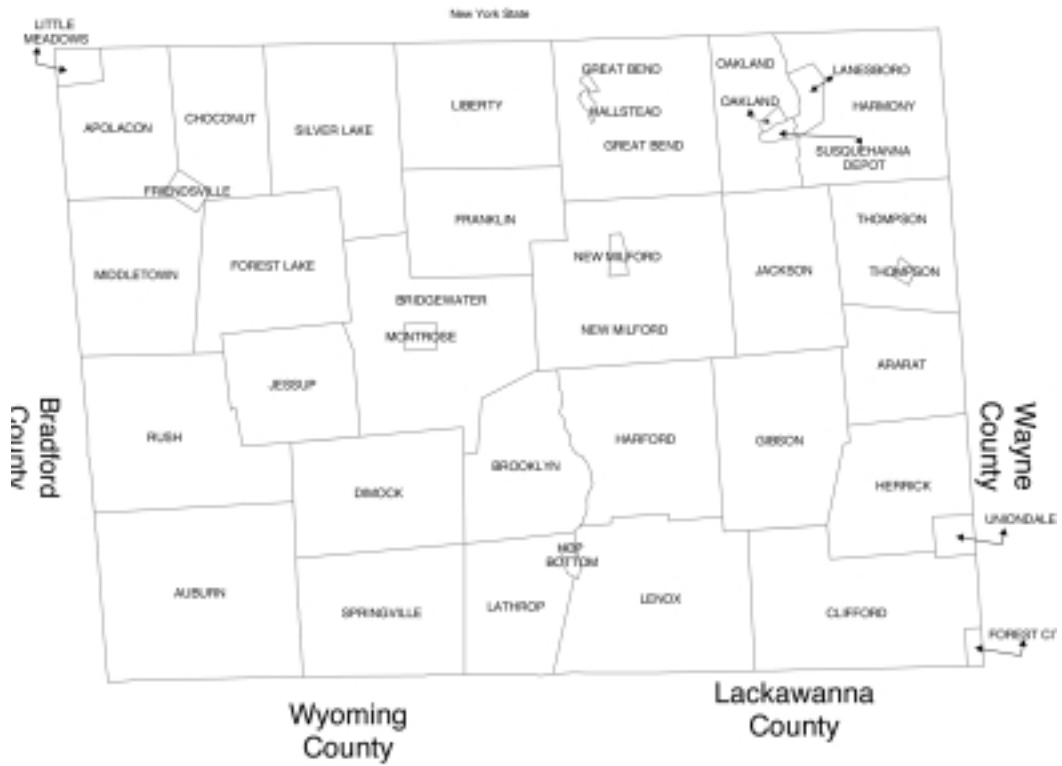 New York State
LITTLE
MEADOWS
GREAT BEND
OAKLAND
LANESBORO
APOLACON
CHOCONUT
SILVER LAKE
LIBERTY
HALLSTEAD
OAKLAND
HARMONY
GREAT BEND
SUSQUEHANNA
DEPOT
FRIENDSVILLE
FRANKLIN
THOMPSON
MIDDLETOWN
FOREST LAKE
NEW MILFORD
JACKSON
THOMPSON
BRIDGEWATER
MONTROSE
NEW MILFORD
JESSUP
ARARAT
Bradford
County
RUSH
DIMOCK
BROOKLYN
HARFORD
GIBSON
HERRICK
Wayne
County
UNIONDALE
HOP
BOTTOM
AUBURN
SPRINGVILLE
LATHROP
LENOX
CLIFFORD
FOREST CIT
Wyoming
County
Lackawanna
County